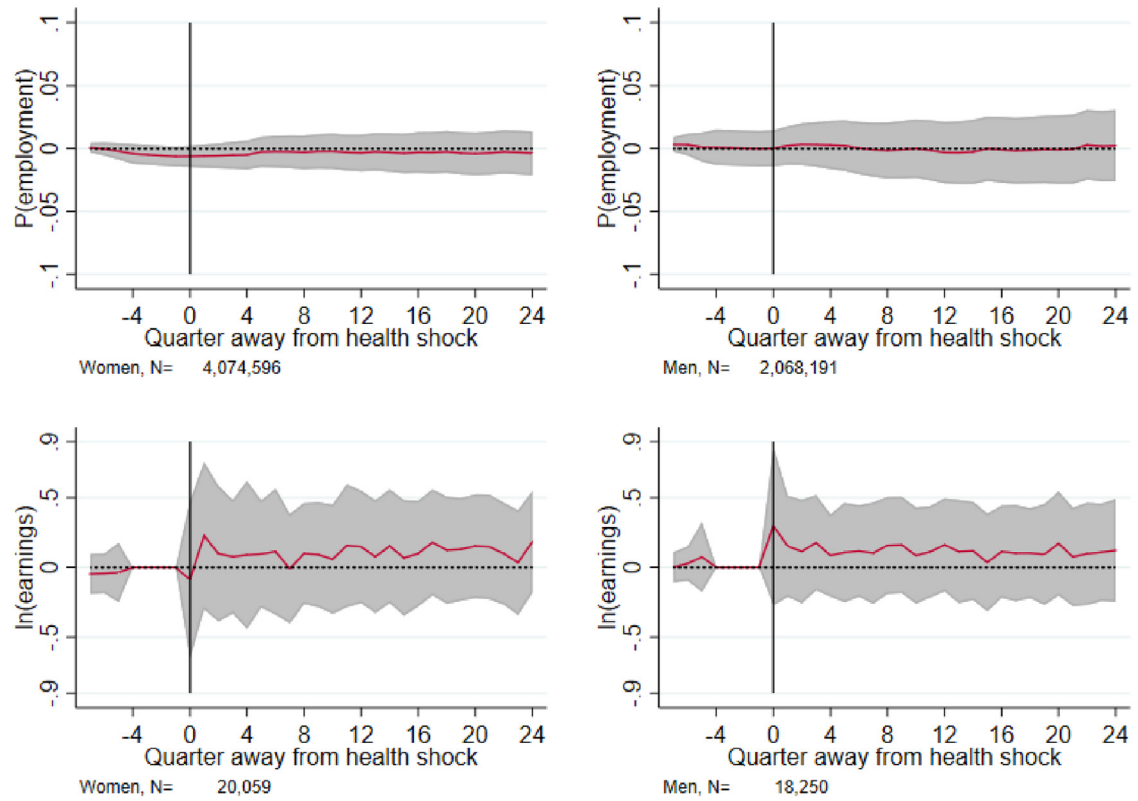 P(employment)
.1
.05
0
-.05
-.1
-4 0 4 8 12 16 20 24
Quarter away from health shock
Women, N= 4,074,596
P(employment)
.1
.05
0
-.05
-.1
-4 0 4 8 12 16 20 24
Quarter away from health shock
Men, N= 2,068,191
ln(earnings)
.9
.5
0
-.5
-.9
-4 0 4 8 12 16 20 24
Quarter away from health shock
Women, N= 20,059
ln(earnings)
.9
.5
0
-.5
-.9
-4 0 4 8 12 16 20 24
Quarter away from health shock
Men, N= 18,250